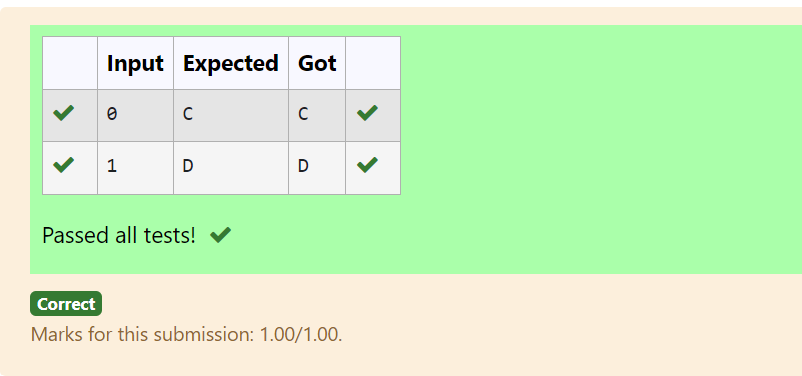 Input Expected Got
0 C C
1 D D
Passed all tests!
Correct
Marks for this submission: 1.00/1.00.